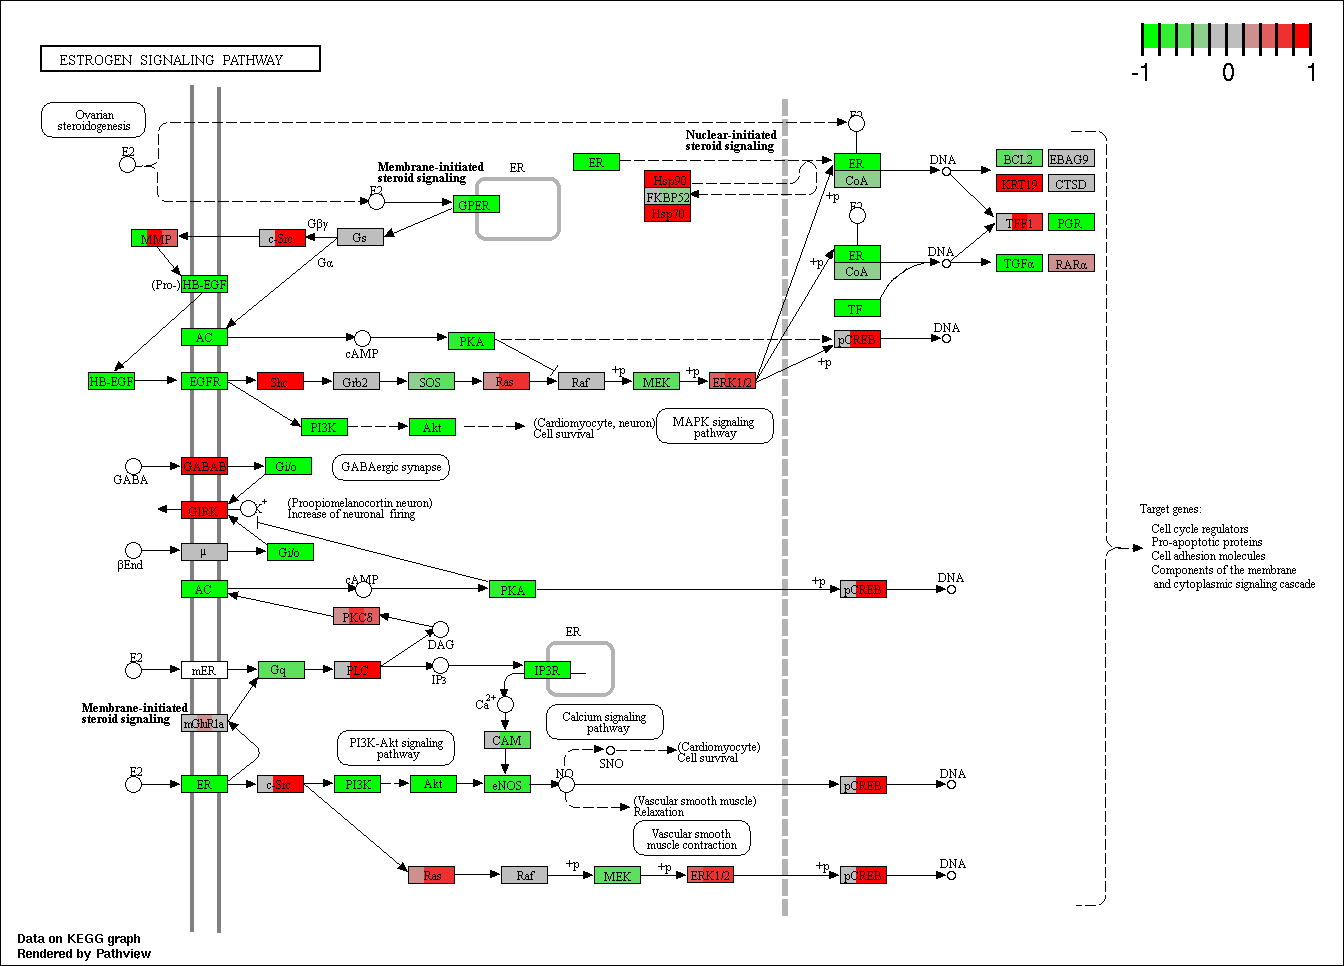 ESTROGEN SIGNALING PATHWAY
-1 0 1
Ovarian
steroidogenesis
E2
E2
Nuclear-initiated
steroid signaling
Membrane-initiated
steroid signaling
ER
ER
ER
DNA
BCL2
EBAG9
Hsp90
CoA
FKBP52
KRT19
CTSD
E2
GPER
+p
Hsp70
E2
Gβγ
TFF1
PGR
MMP
c-Src
Gs
Gα
ER
DNA
+p
CoA
TGFα
RARα
(Pro-)
HB-EGF
TF
AC
cAMP
PKA
pCREB
DNA
+p
HB-EGF
EGFR
Shc
Grb2
SOS
Ras
Raf
+p
MEK
+p
ERK1/2
PI3K
Akt
(Cardiomyocyte, neuron)
Cell survival
MAPK signaling
pathway
GABA
GABAB
Gi/o
GABAergic synapse
GIRK
K+
(Proopiomelanocortin neuron)
Increase of neuronal firing
Target genes:
Cell cycle regulators
Pro-apoptotic proteins
Cell adhesion molecules
Components of the membrane
and cytoplasmic signaling cascade
βEnd
μ
Gi/o
AC
cAMP
PKA
+p
pCREB
DNA
PKCδ
DAG
E2
mER
Gq
PLC
IP3
ER
IP3R
Membrane-initiated
steroid signaling
mGluR1a
Ca2+
Calcium signaling
pathway
PI3K-Akt signaling
pathway
CAM
SNO
(Cardiomyocyte)
Cell survival
E2
ER
c-Src
PI3K
Akt
eNOS
NO
pCREB
DNA
(Vascular smooth muscle)
Relaxation
Vascular smooth
muscle contraction
Ras
Raf
+p
MEK
+p
ERK1/2
+p
pCREB
DNA
Data on KEGG graph
Rendered by Pathview